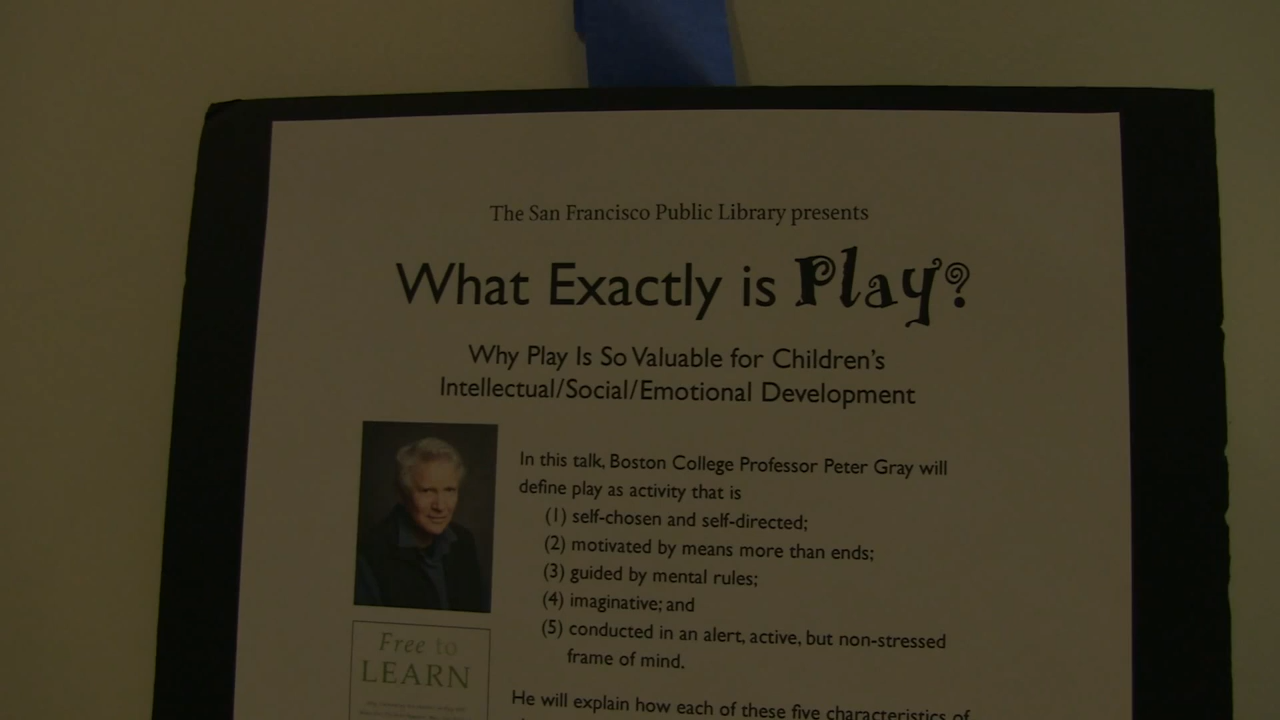 The San Francisco Public Library presents
What Exactly is Play?
Why Play Is So Valuable for Children's
Intellectual/Social/Emotional Development
In this talk, Boston College Professor Peter Gray will
define play as activity that is
(1) self-chosen and self-directed;
(2) motivated by means more than ends;
(3) guided by mental rules;
(4) imaginative; and
(5) conducted in an alert, active, but non-stressed
frame of mind.
Free to
LEARN
He will explain how each of these five characteristics of